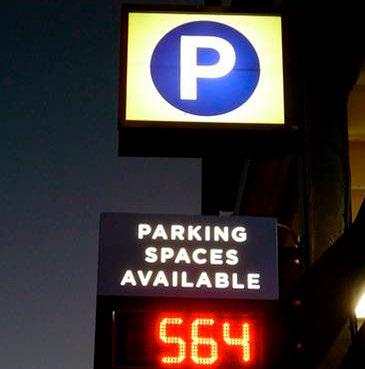 P
PARKING
SPACES
AVAILABLE
564